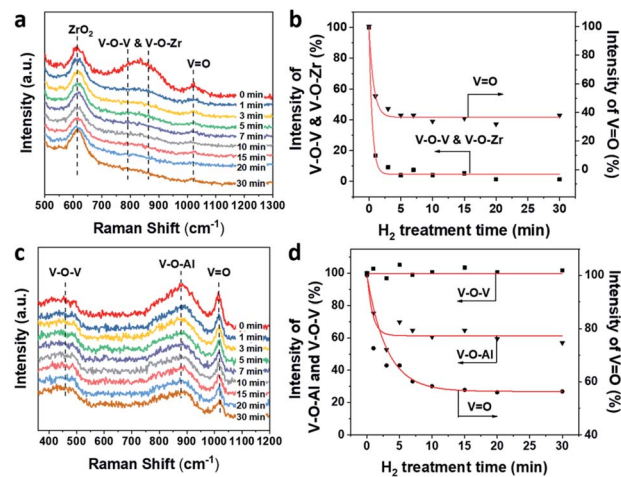 a
ZrO2
V-O-V & V-O-Zr
V=O
0 min
1 min
3 min
5 min
7 min
10 min
15 min
20 min
30 min
Intensity (a.u.)
500 600 700 800 900 1000 1100 1200 1300
Raman Shift (cm-1)
b
100
80
60
40
20
0
Intensity of
V-O-V & V-O-Zr (%)
V=O
V-O-V & V-O-Zr
100
80
60
40
20
0
Intensity of
V=O (%)
0 5 10 15 20 25 30
H2 treatment time (min)
c
V-O-V
V-O-Al
V=O
0 min
1 min
3 min
5 min
7 min
10 min
15 min
20 min
30 min
Intensity (a.u.)
400 500 600 700 800 900 1000 1100 1200
Raman Shift (cm-1)
d
120
100
80
60
40
20
0
Intensity of
V-O-Al and V-O-V (%)
V-O-V
V-O-Al
V=O
100
80
60
40
Intensity of V=O (%)
0 5 10 15 20 25 30
H2 treatment time (min)